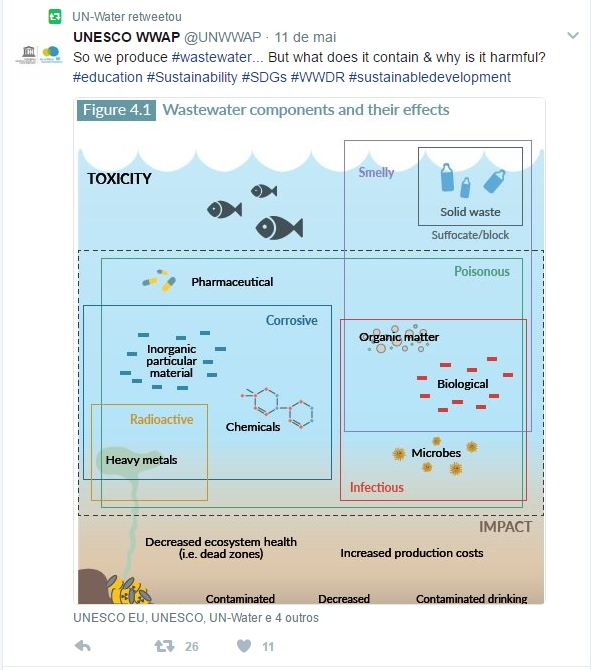 UN-Water retweetou
UNESCO WWAP @UNWWAP · 11 de mai
So we produce #wastewater... But what does it contain & why is it harmful?
#education #Sustainability #SDGs #WWDR #sustainabledevelopment
Figure 4.1 Wastewater components and their effects
TOXICITY
Smelly
Solid waste
Suffocate/block
Poisonous
Pharmaceutical
Corrosive
Organic matter
Inorganic
particular
material
Biological
Radioactive
Chemicals
Heavy metals
Microbes
Infectious
IMPACT
Decreased ecosystem health
(i.e. dead zones)
Increased production costs
Contaminated
Decreased
Contaminated drinking
UNESCO EU, UNESCO, UN-Water e 4 outros
26
11